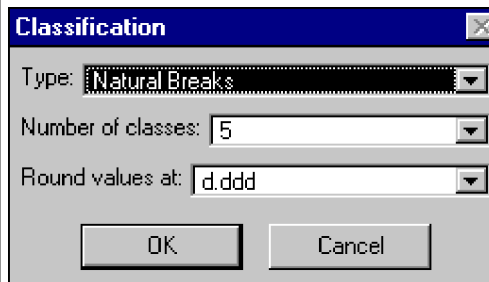 Classification
Type: Natural Breaks
Number of classes: 5
Round values at: d.ddd
OK Cancel